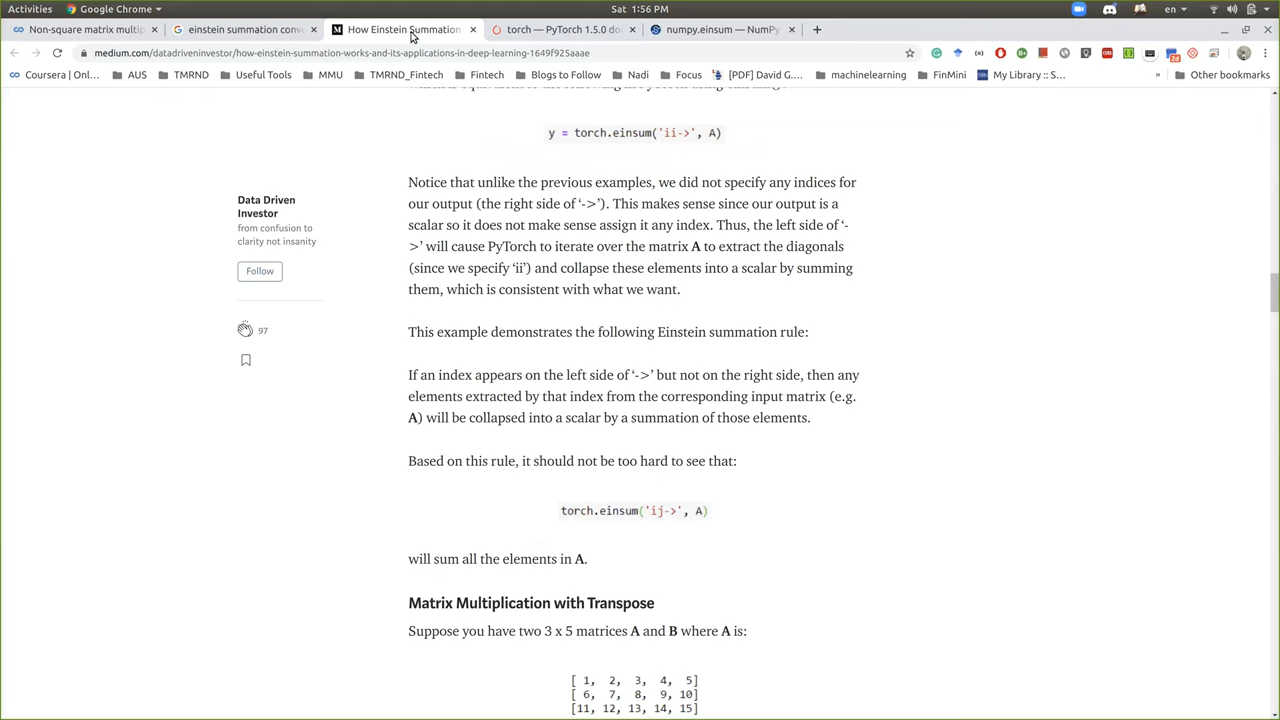 Activities Google Chrome Sat 1:56 PM en
Non-square matrix multip einstein summation conv How Einstein Summation torch — PyTorch 1.5.0 do numpy.einsum — NumPy
medium.com/datadriveninvestor/how-einstein-summation-works-and-its-applications-in-deep-learning-1649f925aaae
Coursera | Onl... AUS TMRND Useful Tools MMU TMRND_Fintech Fintech Blogs to Follow Nadi Focus [PDF] David G.... machinelearning FinMini My Library :: S... » Other bookmarks
y = torch.einsum('ii->', A)
Notice that unlike the previous examples, we did not specify any indices for
our output (the right side of ‘->’). This makes sense since our output is a
scalar so it does not make sense assign it any index. Thus, the left side of ‘-
>’ will cause PyTorch to iterate over the matrix A to extract the diagonals
(since we specify ‘ii’) and collapse these elements into a scalar by summing
them, which is consistent with what we want.
Data Driven
Investor
from confusion to
clarity not insanity
Follow
97
This example demonstrates the following Einstein summation rule:
If an index appears on the left side of ‘->’ but not on the right side, then any
elements extracted by that index from the corresponding input matrix (e.g.
A) will be collapsed into a scalar by a summation of those elements.
Based on this rule, it should not be too hard to see that:
torch.einsum('ij->', A)
will sum all the elements in A.
Matrix Multiplication with Transpose
Suppose you have two 3 x 5 matrices A and B where A is:
[ 1, 2, 3, 4, 5]
[ 6, 7, 8, 9, 10]
[11, 12, 13, 14, 15]